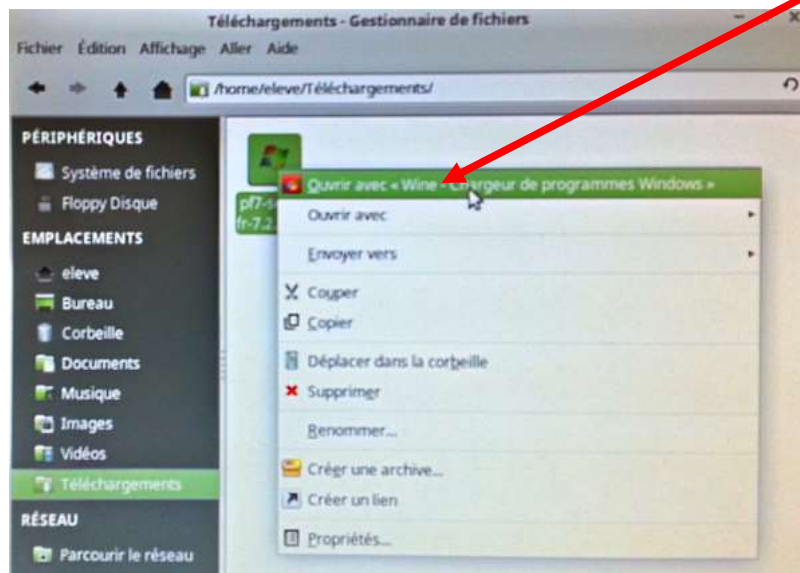 Téléchargements - Gestionnaire de fichiers
Fichier Édition Affichage Aller Aide
/home/eleve/Téléchargements/
PÉRIPHÉRIQUES
Système de fichiers
Floppy Disque
EMPLACEMENTS
eleve
Bureau
Corbeille
Documents
Musique
Images
Vidéos
Téléchargements
RÉSEAU
Parcourir le réseau
Ouvrir avec « Wine - Chargeur de programmes Windows »
Ouvrir avec
Envoyer vers
Couper
Copier
Déplacer dans la corbeille
Supprimer
Renommer...
Créer une archive...
Créer un lien
Propriétés...